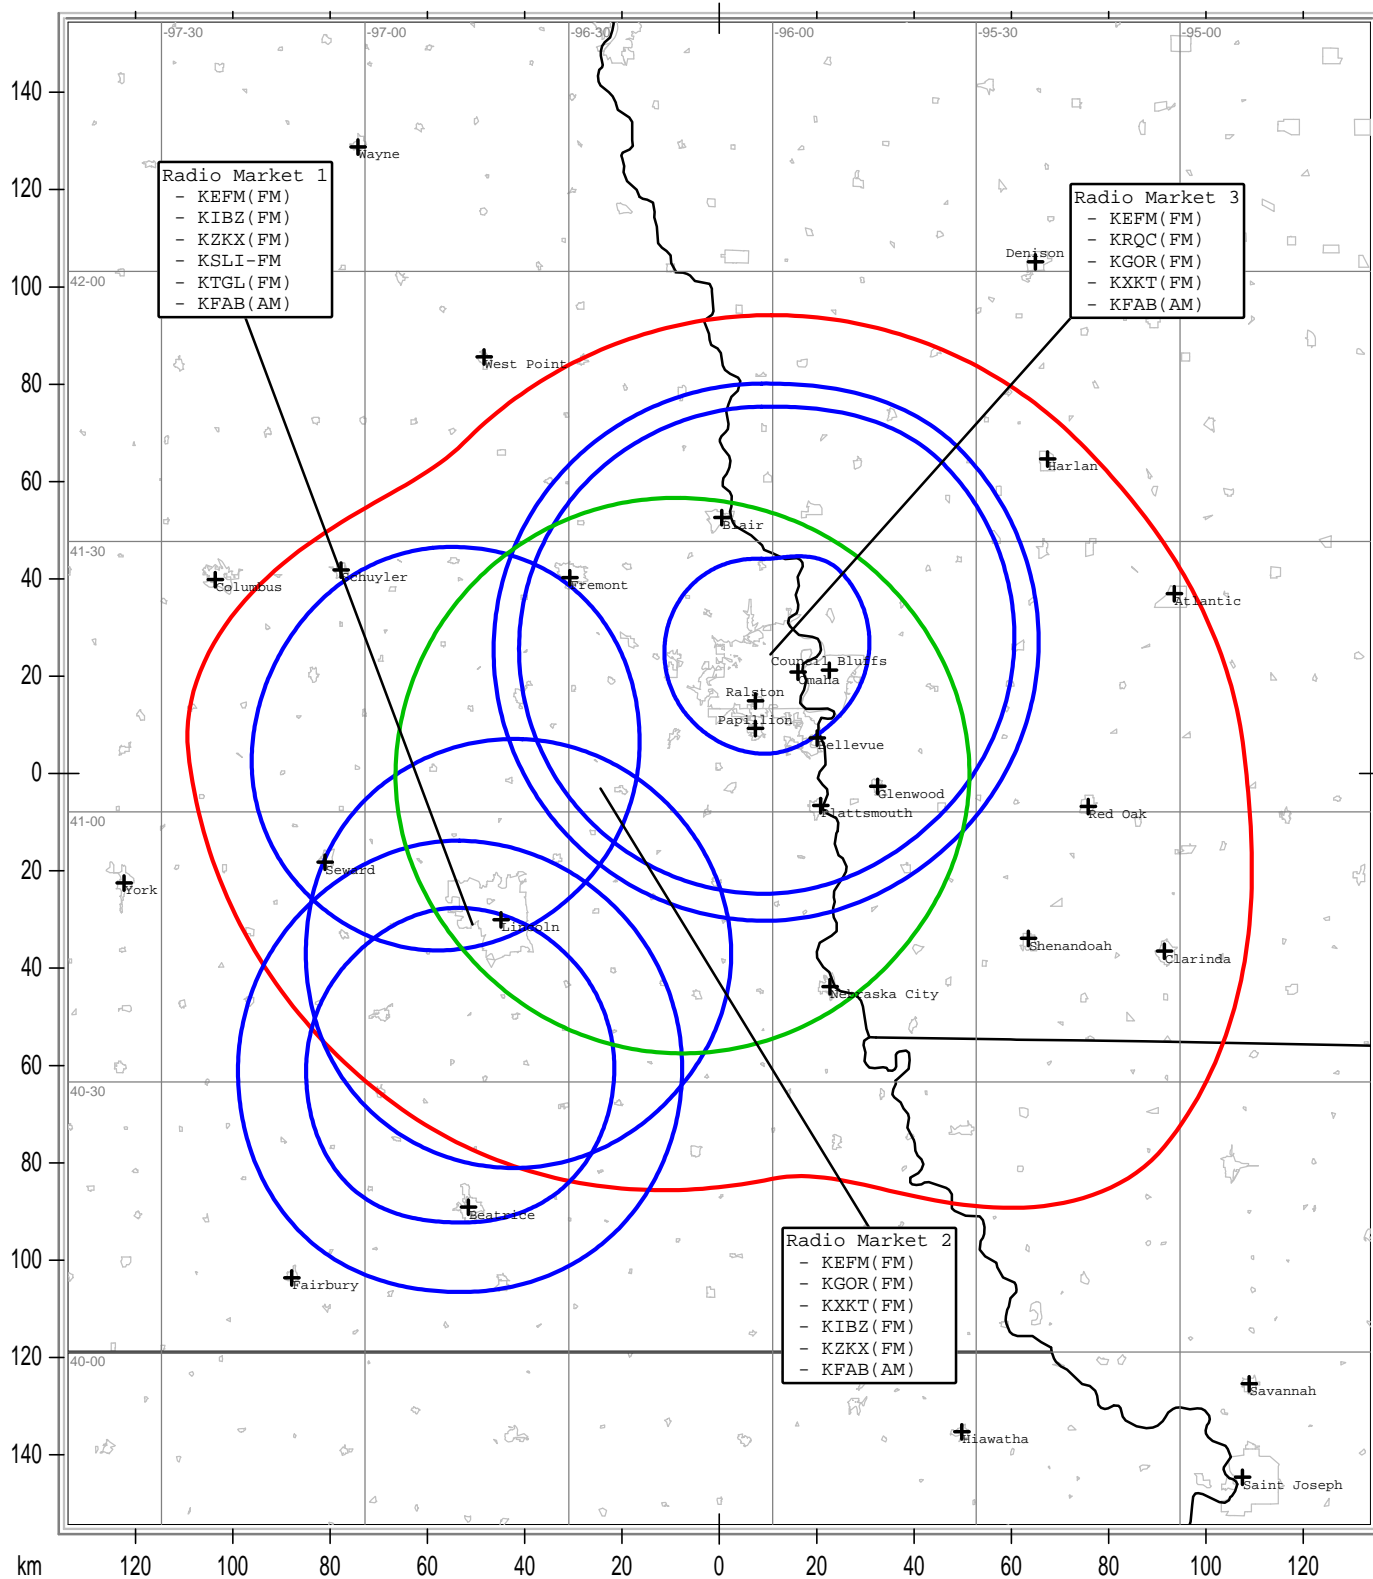 -97-30
-97-00
-96-30
-96-00
-95-30
-95-00
140
Wayne
120
Radio Market 1
- KEFM(FM)
- KIBZ(FM)
- KZKX(FM)
- KSLI-FM
- KTGL(FM)
- KFAB(AM)
Radio Market 3
- KEFM(FM)
- KRQC(FM)
- KGOR(FM)
- KXKT(FM)
- KFAB(AM)
Denison
42-00
100
West Point
80
Harlan
60
Blair
41-30
Schuyler
Columbus
Fremont
40
Atlantic
Council Bluffs
Omaha
20
Ralston
Papillion
Bellevue
0
Glenwood
Plattsmouth
Red Oak
41-00
Seward
20
York
Lincoln
Shenandoah
Clarinda
40
Nebraska City
60
40-30
80
Beatrice
Radio Market 2
- KEFM(FM)
- KGOR(FM)
- KXKT(FM)
- KIBZ(FM)
- KZKX(FM)
- KFAB(AM)
100
Fairbury
120
40-00
Savannah
Hiawatha
140
Saint Joseph
km 120 100 80 60 40 20 0 20 40 60 80 100 120